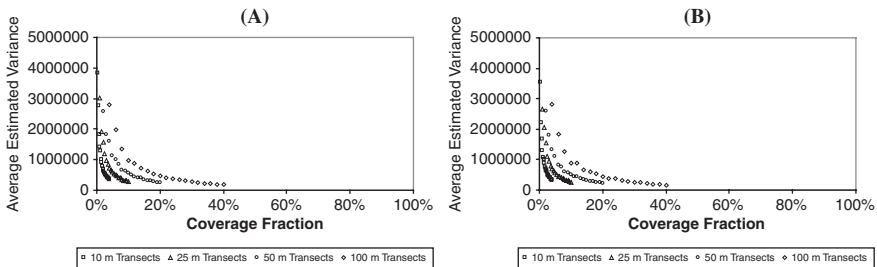 (A)
Average Estimated Variance
5000000
4000000
3000000
2000000
1000000
0
0% 20% 40% 60% 80% 100%
Coverage Fraction
10 m Transects 25 m Transects 50 m Transects 100 m Transects
(B)
Average Estimated Variance
5000000
4000000
3000000
2000000
1000000
0
0% 20% 40% 60% 80% 100%
Coverage Fraction
10 m Transects 25 m Transects 50 m Transects 100 m Transects